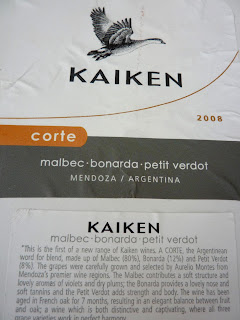 KAIKEN
2008
corte
malbec·bonarda·petit verdot
MENDOZA / ARGENTINA
KAIKEN
malbec·bonarda·petit verdot
"This is the first of a new range of Kaiken wines. A CORTE, the Argentinean
word for blend, made up of Malbec (80%), Bonarda (12%) and Petit Verdot
(8%). The grapes were carefully grown and selected by Aurelio Montes from
Mendoza's premier wine regions. The Malbec contributes a soft structure and
lovely aromas of violets and dry plums; the Bonarda provides a lovely nose and
soft tannins and the Petit Verdot adds strength and body. The wine has been
aged in French oak for 7 months, resulting in an elegant balance between fruit
and oak; a wine which is both distinctive and captivating, where all three
grape varieties work in perfect harmony.